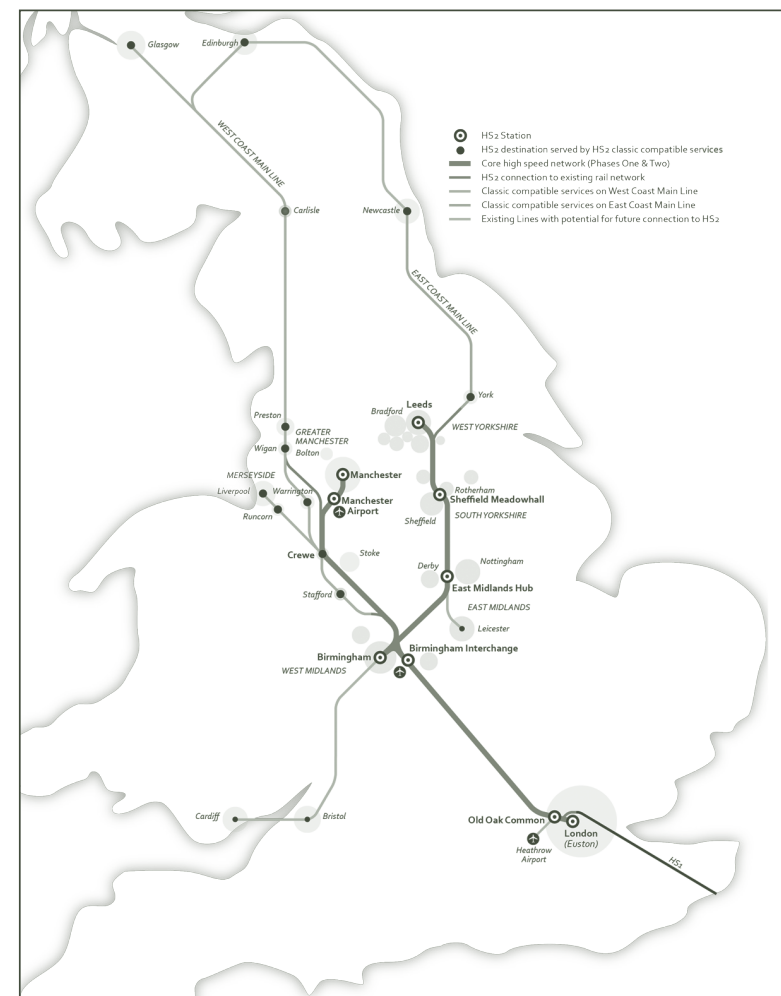 Glasgow
Edinburgh
HS2 Station
HS2 destination served by HS2 classic compatible services
Core high speed network (Phases One & Two)
HS2 connection to existing rail network
Classic compatible services on West Coast Main Line
Classic compatible services on East Coast Main Line
Existing Lines with potential for future connection to HS2
WEST COAST MAIN LINE
Carlisle
Newcastle
EAST COAST MAIN LINE
York
Leeds
Bradford
WEST YORKSHIRE
Preston
GREATER
MANCHESTER
Wigan
Bolton
MERSEYSIDE
Manchester
Liverpool
Warrington
Manchester
Airport
Runcorn
Rotherham
Sheffield Meadowhall
Sheffield
SOUTH YORKSHIRE
Crewe
Stoke
Derby
Nottingham
East Midlands Hub
Stafford
EAST MIDLANDS
Leicester
Birmingham Interchange
Birmingham
WEST MIDLANDS
Cardiff
Bristol
Old Oak Common
London
(Euston)
Heathrow
Airport
HS1